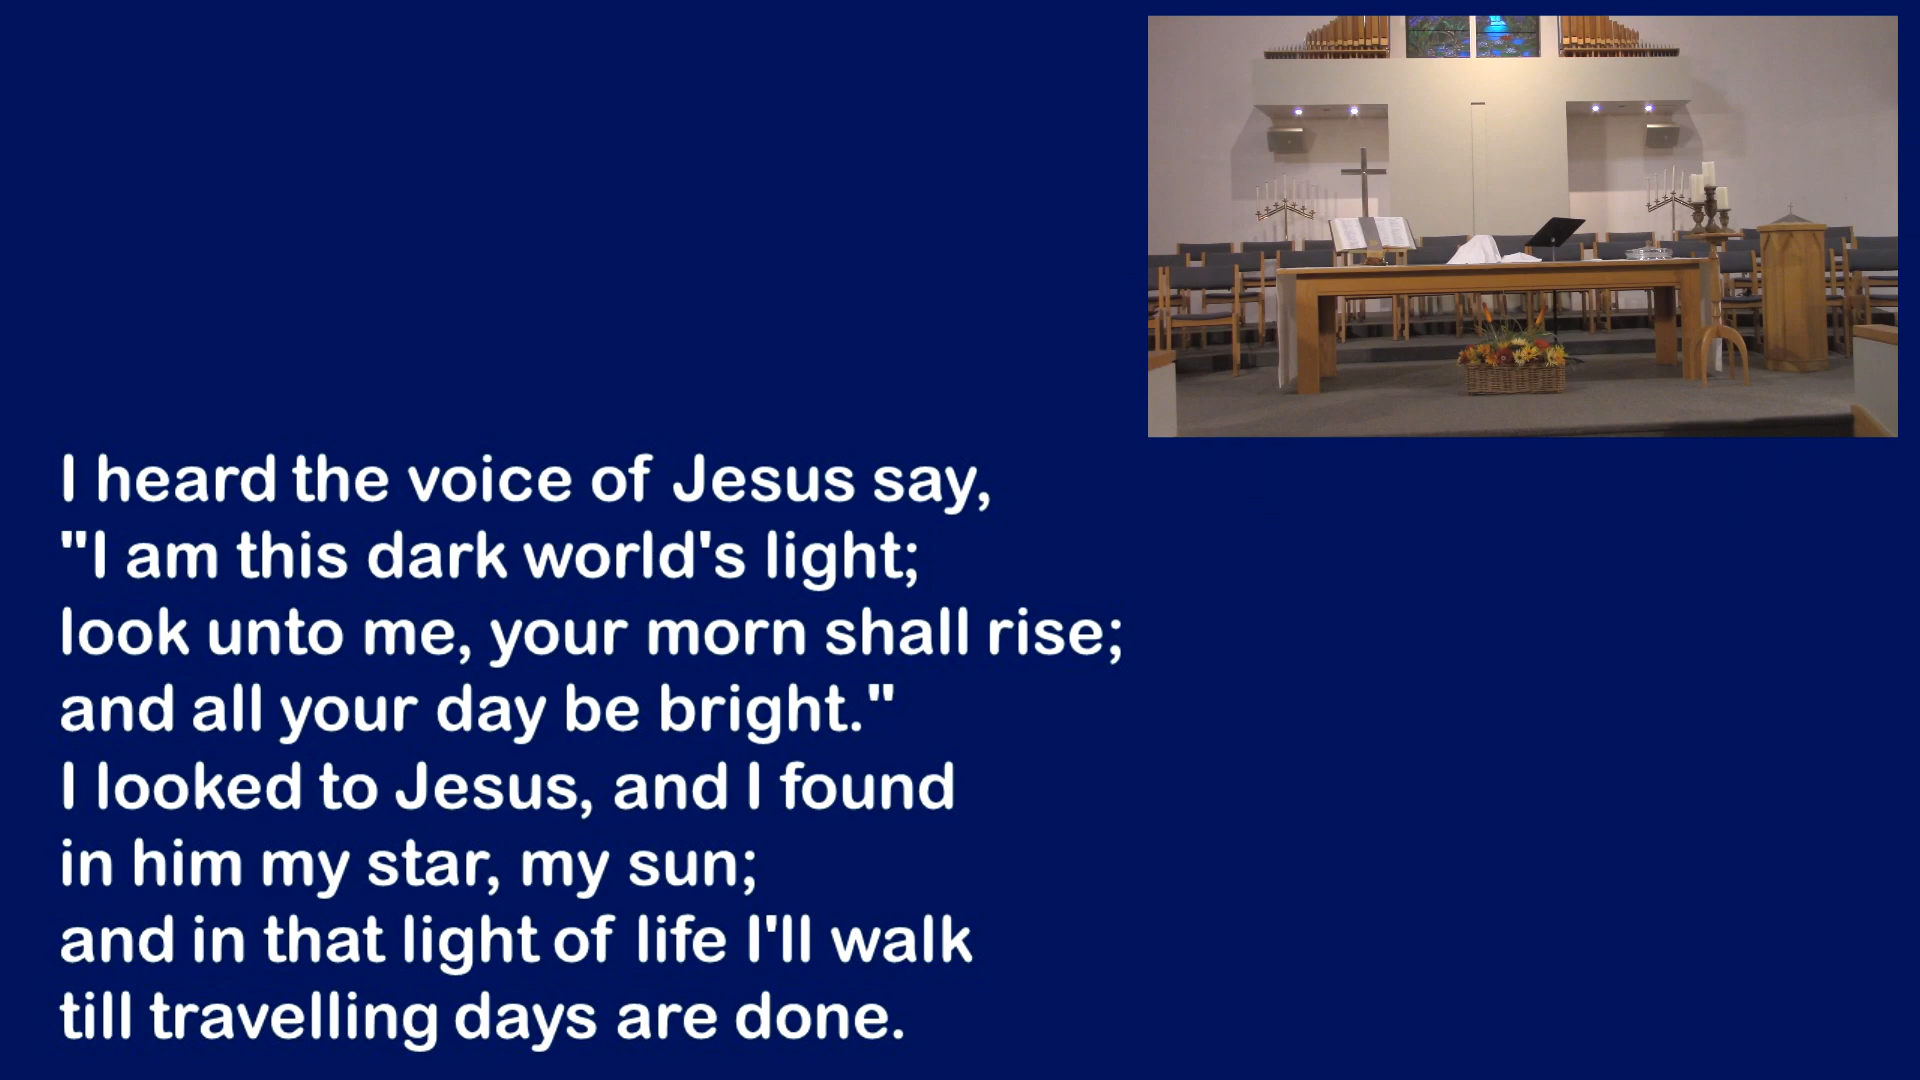 I heard the voice of Jesus say,
"I am this dark world's light;
look unto me, your morn shall rise;
and all your day be bright."
I looked to Jesus, and I found
in him my star, my sun;
and in that light of life I'll walk
till travelling days are done.